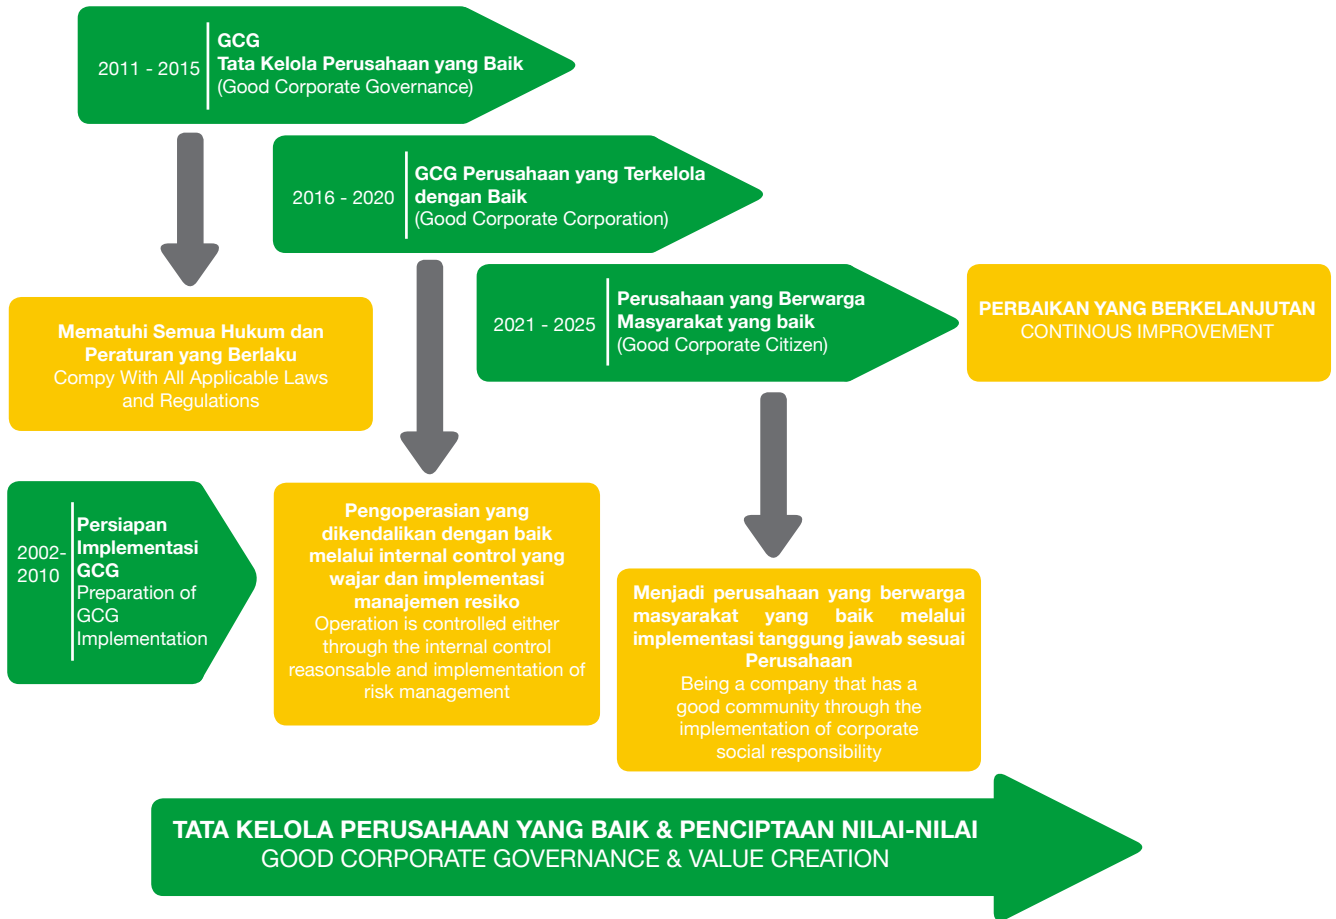 2011 - 2015
GCG
Tata Kelola Perusahaan yang Baik
(Good Corporate Governance)
2016 - 2020
GCG Perusahaan yang Terkelola
dengan Baik
(Good Corporate Corporation)
2021 - 2025
Perusahaan yang Berwarga
Masyarakat yang baik
(Good Corporate Citizen)
PERBAIKAN YANG BERKELANJUTAN
CONTINOUS IMPROVEMENT
Mematuhi Semua Hukum dan
Peraturan yang Berlaku
Compy With All Applicable Laws
and Regulations
2002-
2010
Persiapan
Implementasi
GCG
Preparation of
GCG
Implementation
Pengoperasian yang
dikendalikan dengan baik
melalui internal control yang
wajar dan implementasi
manajemen resiko
Operation is controlled either
through the internal control
reasonsable and implementation of
risk management
Menjadi perusahaan yang berwarga
masyarakat yang baik melalui
implementasi tanggung jawab sesuai
Perusahaan
Being a company that has a
good community through the
implementation of corporate
social responsibility
TATA KELOLA PERUSAHAAN YANG BAIK & PENCIPTAAN NILAI-NILAI
GOOD CORPORATE GOVERNANCE & VALUE CREATION